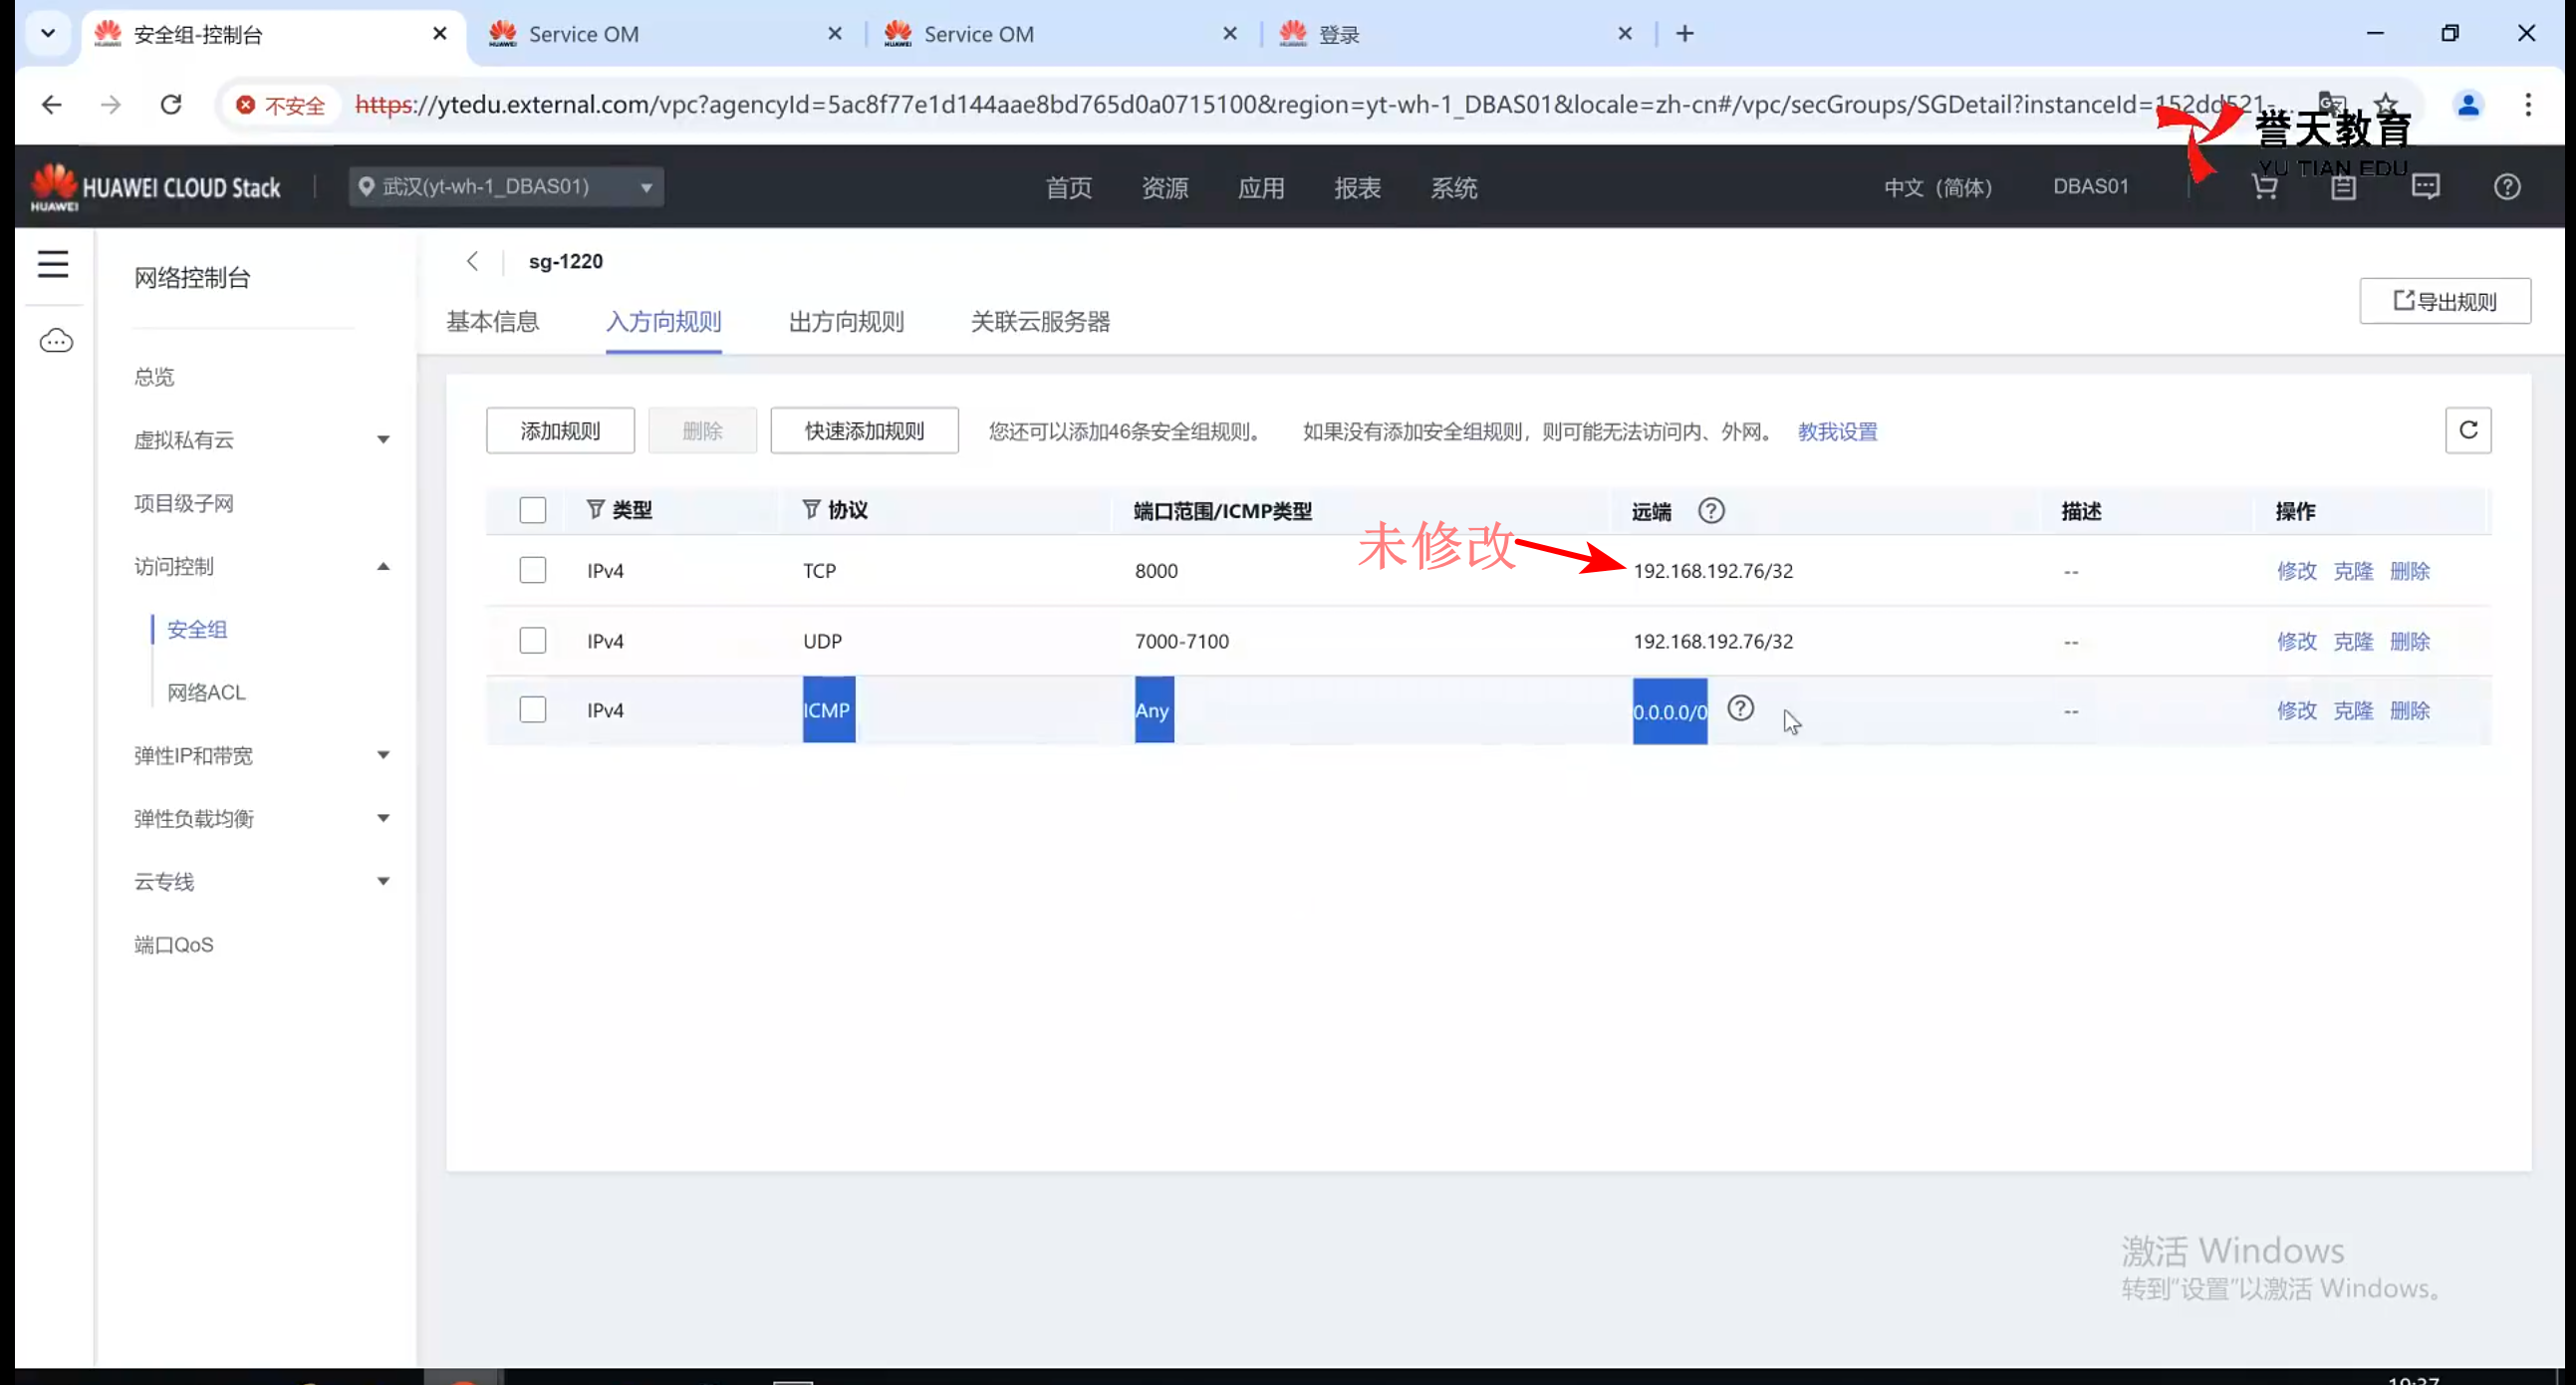 安全组-控制台
Service OM
Service OM
登录
不安全
https://ytedu.external.com/vpc?agencyId=5ac8f77e1d144aae8bd765d0a0715100&region=yt-wh-1_DBAS01&locale=zh-cn#/vpc/secGroups/SGDetail?instanceId=152dd521-...
誉天教育
YU TIAN EDU
HUAWEI
HUAWEI CLOUD Stack
武汉(yt-wh-1_DBAS01)
首页
资源
应用
报表
系统
中文（简体）
DBAS01
网络控制台
总览
虚拟私有云
项目级子网
访问控制
安全组
网络ACL
弹性IP和带宽
弹性负载均衡
云专线
端口QoS
sg-1220
导出规则
基本信息
入方向规则
出方向规则
关联云服务器
添加规则
删除
快速添加规则
您还可以添加46条安全组规则。
如果没有添加安全组规则，则可能无法访问内、外网。
教我设置
类型 协议 端口范围/ICMP类型 远端 描述 操作
未修改
IPv4 TCP 8000 192.168.192.76/32 -- 修改 克隆 删除
IPv4 UDP 7000-7100 192.168.192.76/32 -- 修改 克隆 删除
IPv4 ICMP Any 0.0.0.0/0 -- 修改 克隆 删除
激活 Windows
转到"设置"以激活 Windows。